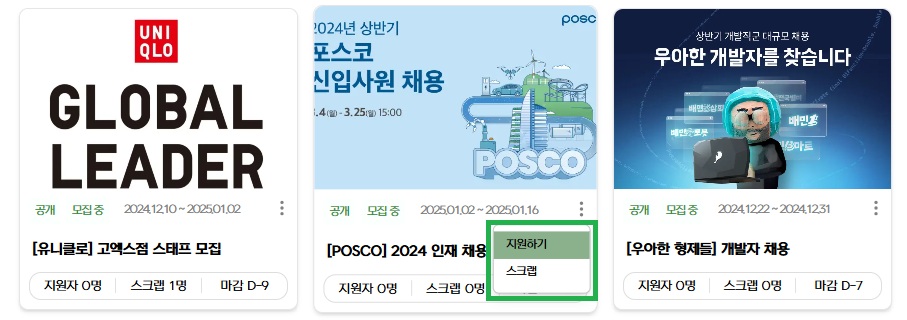 UNI
QLO
GLOBAL
LEADER
공개 모집 중 2024.12.10 ~ 2025.01.02
[유니클로] 고엑스점 스태프 모집
지원자 0명 스크랩 1명 마감 D-9
posc
2024년 상반기
포스코
신입사원 채용
3.4(월) - 3.25(월) 15:00
POSCO
공개 모집 중 2025.01.02 ~ 2025.01.16
[POSCO] 2024 인재 채용
지원하기
스크랩
지원자 0명 스크랩 0명
상반기 개발직군 대규모 채용
우아한 개발자를 찾습니다
배민
공개 모집 중 2024.12.22 ~ 2024.12.31
[우아한 형제들] 개발자 채용
지원자 0명 스크랩 0명 마감 D-7